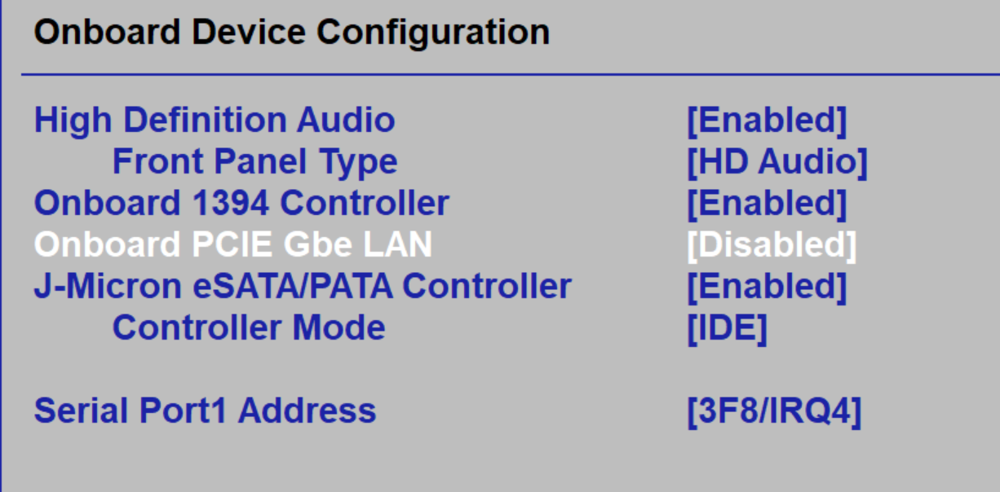 Onboard Device Configuration
High Definition Audio [Enabled]
Front Panel Type [HD Audio]
Onboard 1394 Controller [Enabled]
Onboard PCIE Gbe LAN [Disabled]
J-Micron eSATA/PATA Controller [Enabled]
Controller Mode [IDE]
Serial Port1 Address [3F8/IRQ4]